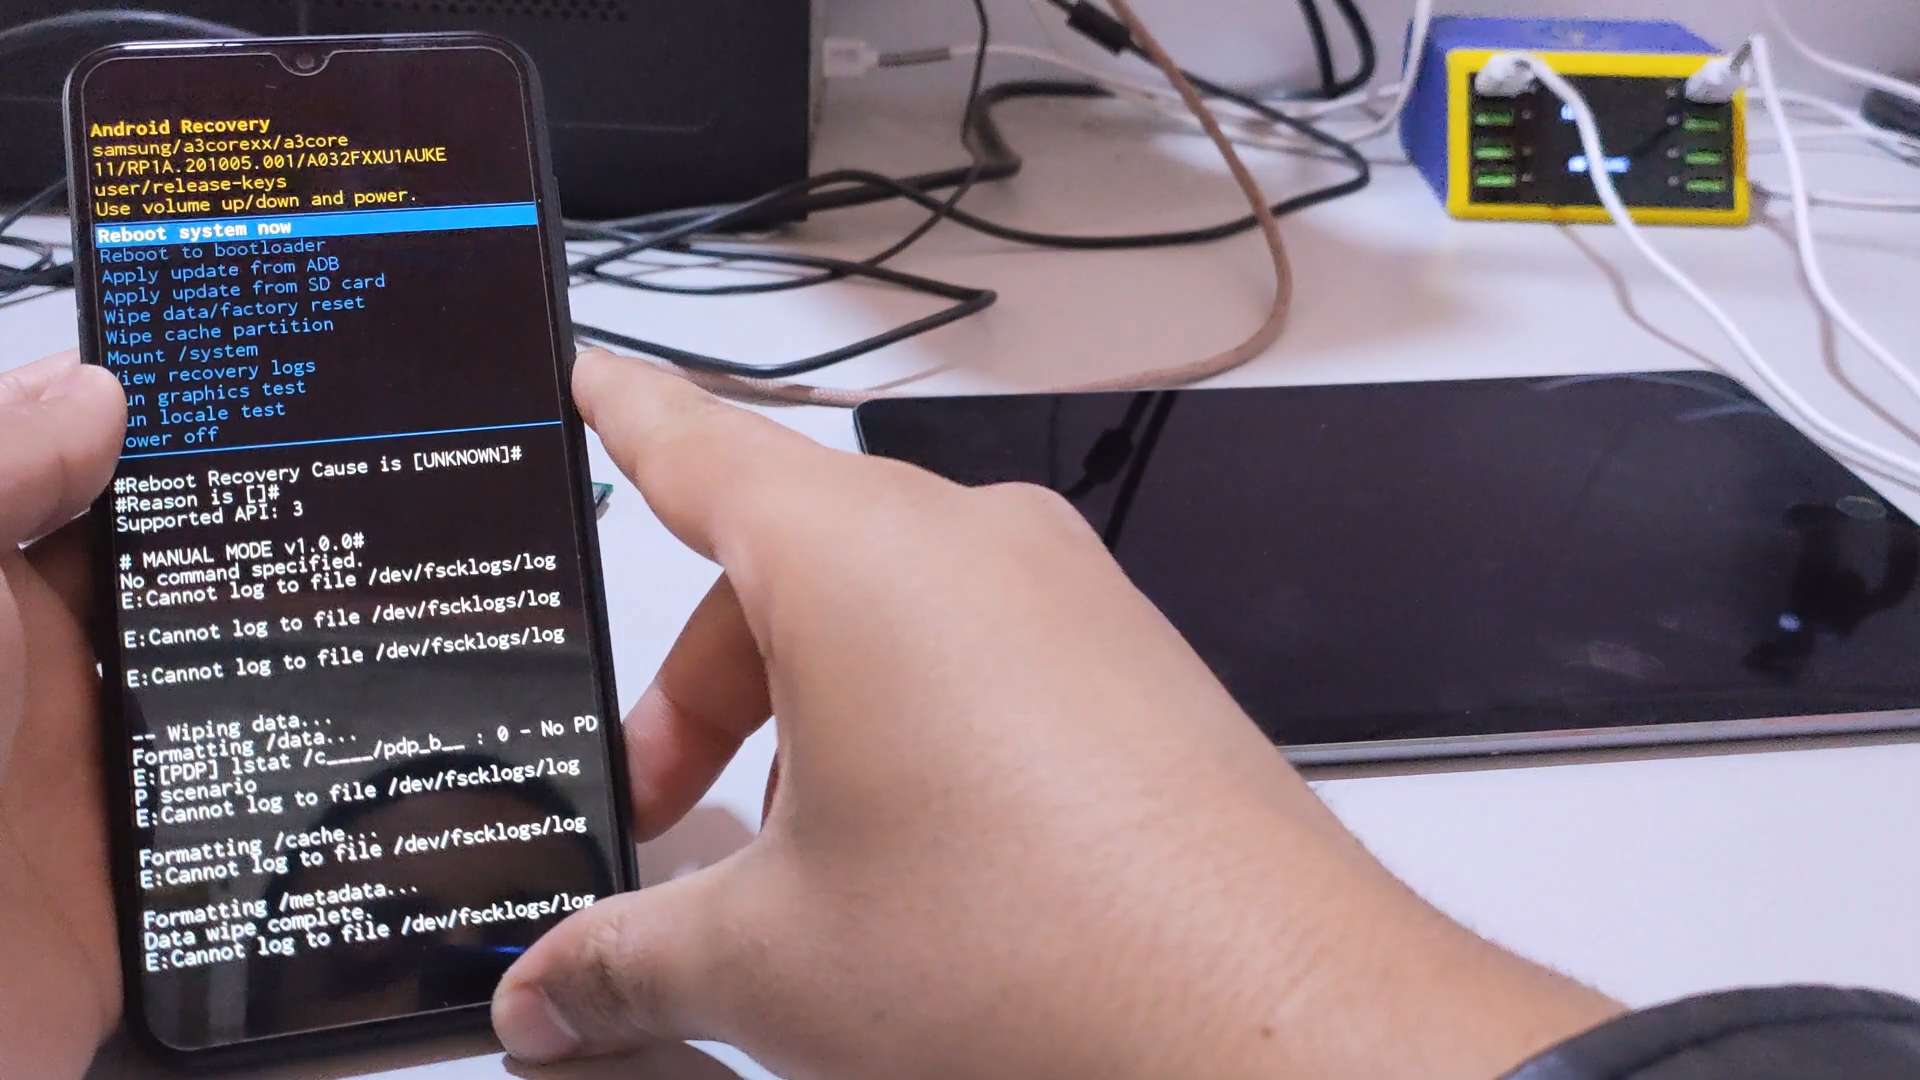 Android Recovery
samsung/a3corexx/a3core
11/RP1A.201005.001/A032FXXU1AUKE
user/release-keys
Use volume up/down and power.
Reboot system now
Reboot to bootloader
Apply update from ADB
Apply update from SD card
Wipe data/factory reset
Wipe cache partition
Mount /system
View recovery logs
un graphics test
un locale test
ower off
#Reboot Recovery Cause is [UNKNOWN]#
#Reason is []#
Supported API: 3
# MANUAL MODE v1.0.0#
No command specified.
E:Cannot log to file /dev/fscklogs/log
E:Cannot log to file /dev/fscklogs/log
E:Cannot log to file /dev/fscklogs/log
-- Wiping data...
Formatting /data...
E:[PDP] lstat /c____/pdp_b__ : 0 - No PD
P scenario
E:Cannot log to file /dev/fscklogs/log
Formatting /cache...
E:Cannot log to file /dev/fscklogs/log
Formatting /metadata...
Data wipe complete.
E:Cannot log to file /dev/fscklogs/log